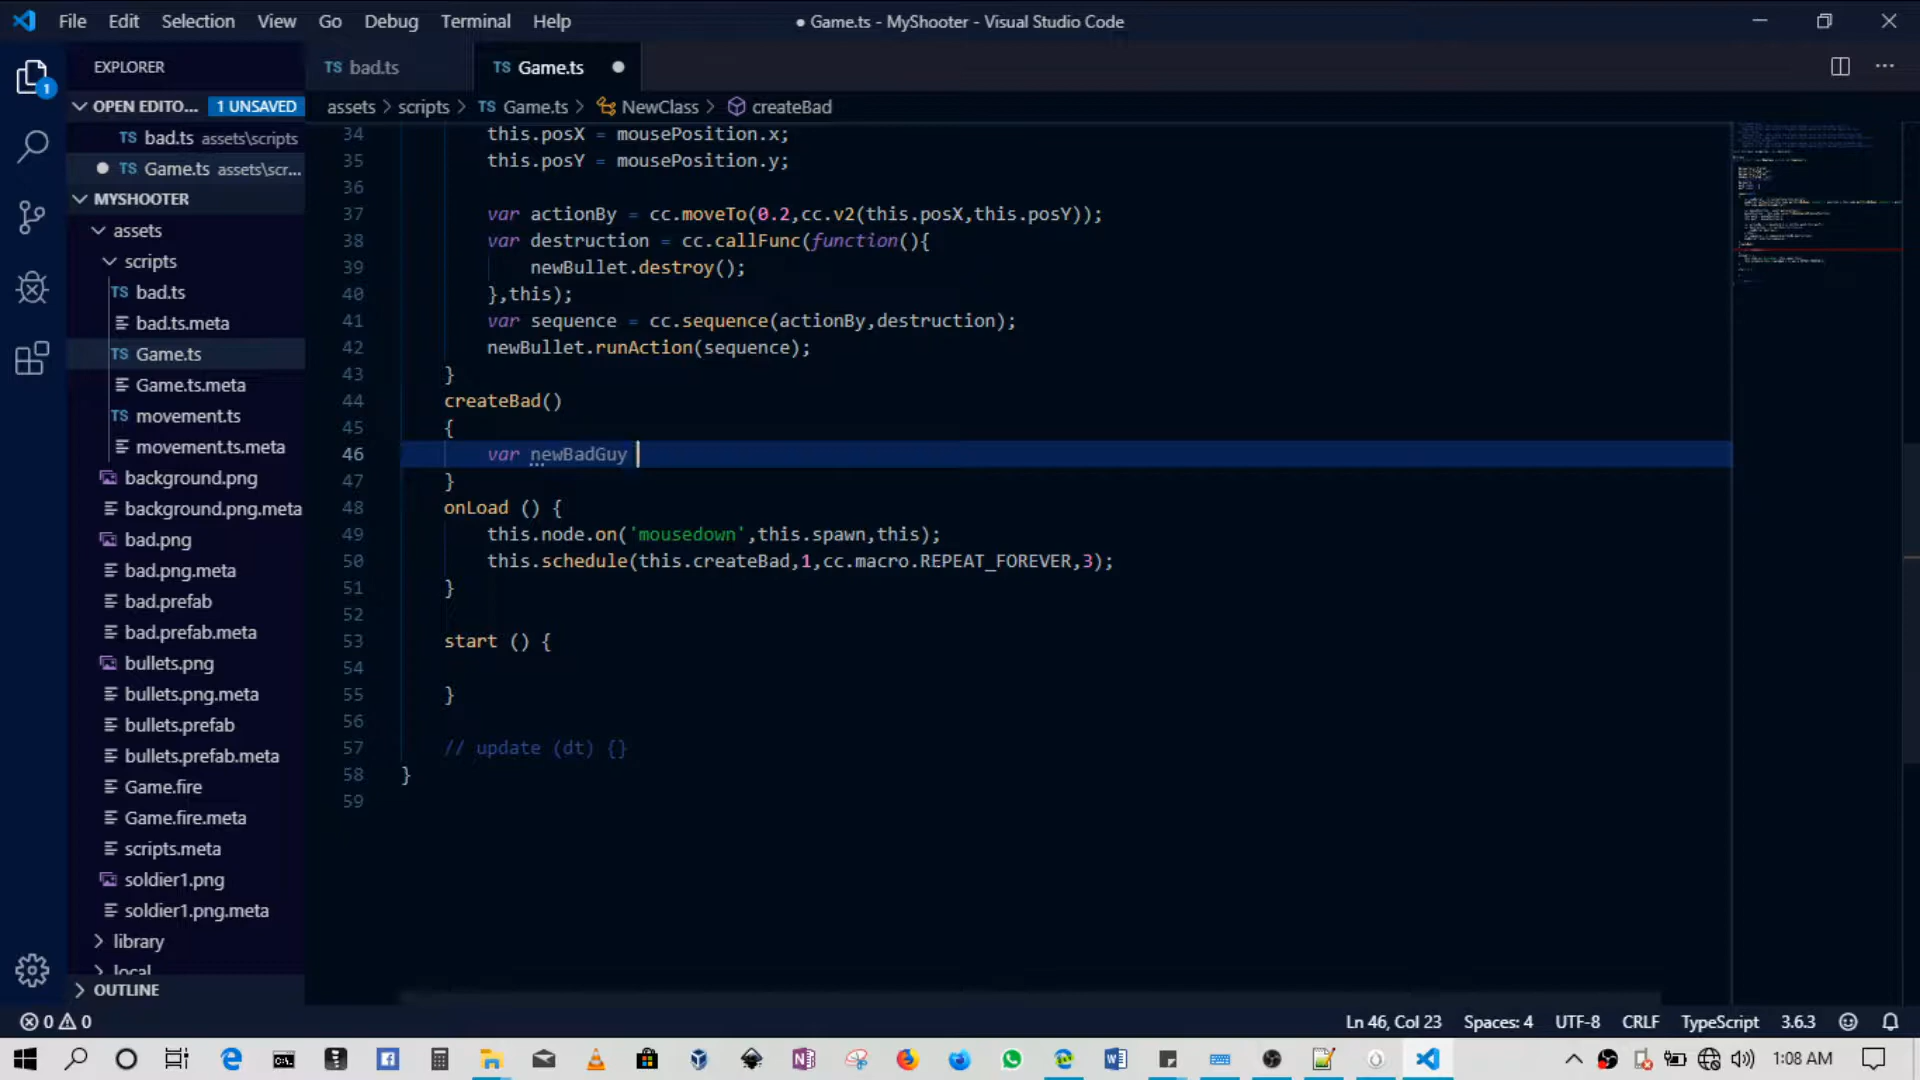 File Edit Selection View Go Debug Terminal Help
● Game.ts - MyShooter - Visual Studio Code
EXPLORER
TS bad.ts
TS Game.ts
OPEN EDITO... 1 UNSAVED
assets > scripts > TS Game.ts > NewClass > createBad
TS bad.ts assets\scripts
TS Game.ts assets\scr...
MYSHOOTER
assets
scripts
TS bad.ts
bad.ts.meta
TS Game.ts
Game.ts.meta
TS movement.ts
movement.ts.meta
background.png
background.png.meta
bad.png
bad.png.meta
bad.prefab
bad.prefab.meta
bullets.png
bullets.png.meta
bullets.prefab
bullets.prefab.meta
Game.fire
Game.fire.meta
scripts.meta
soldier1.png
soldier1.png.meta
library
local
OUTLINE
1
34 this.posX = mousePosition.x;
35 this.posY = mousePosition.y;
36
37 var actionBy = cc.moveTo(0.2,cc.v2(this.posX,this.posY));
38 var destruction = cc.callFunc(function(){
39 newBullet.destroy();
40 },this);
41 var sequence = cc.sequence(actionBy,destruction);
42 newBullet.runAction(sequence);
43 }
44 createBad()
45 {
46 var newBadGuy
47 }
48 onLoad () {
49 this.node.on('mousedown',this.spawn,this);
50 this.schedule(this.createBad,1,cc.macro.REPEAT_FOREVER,3);
51 }
52
53 start () {
54
55 }
56
57 // update (dt) {}
58 }
59
0 0
Ln 46, Col 23 Spaces: 4 UTF-8 CRLF TypeScript 3.6.3
1:08 AM